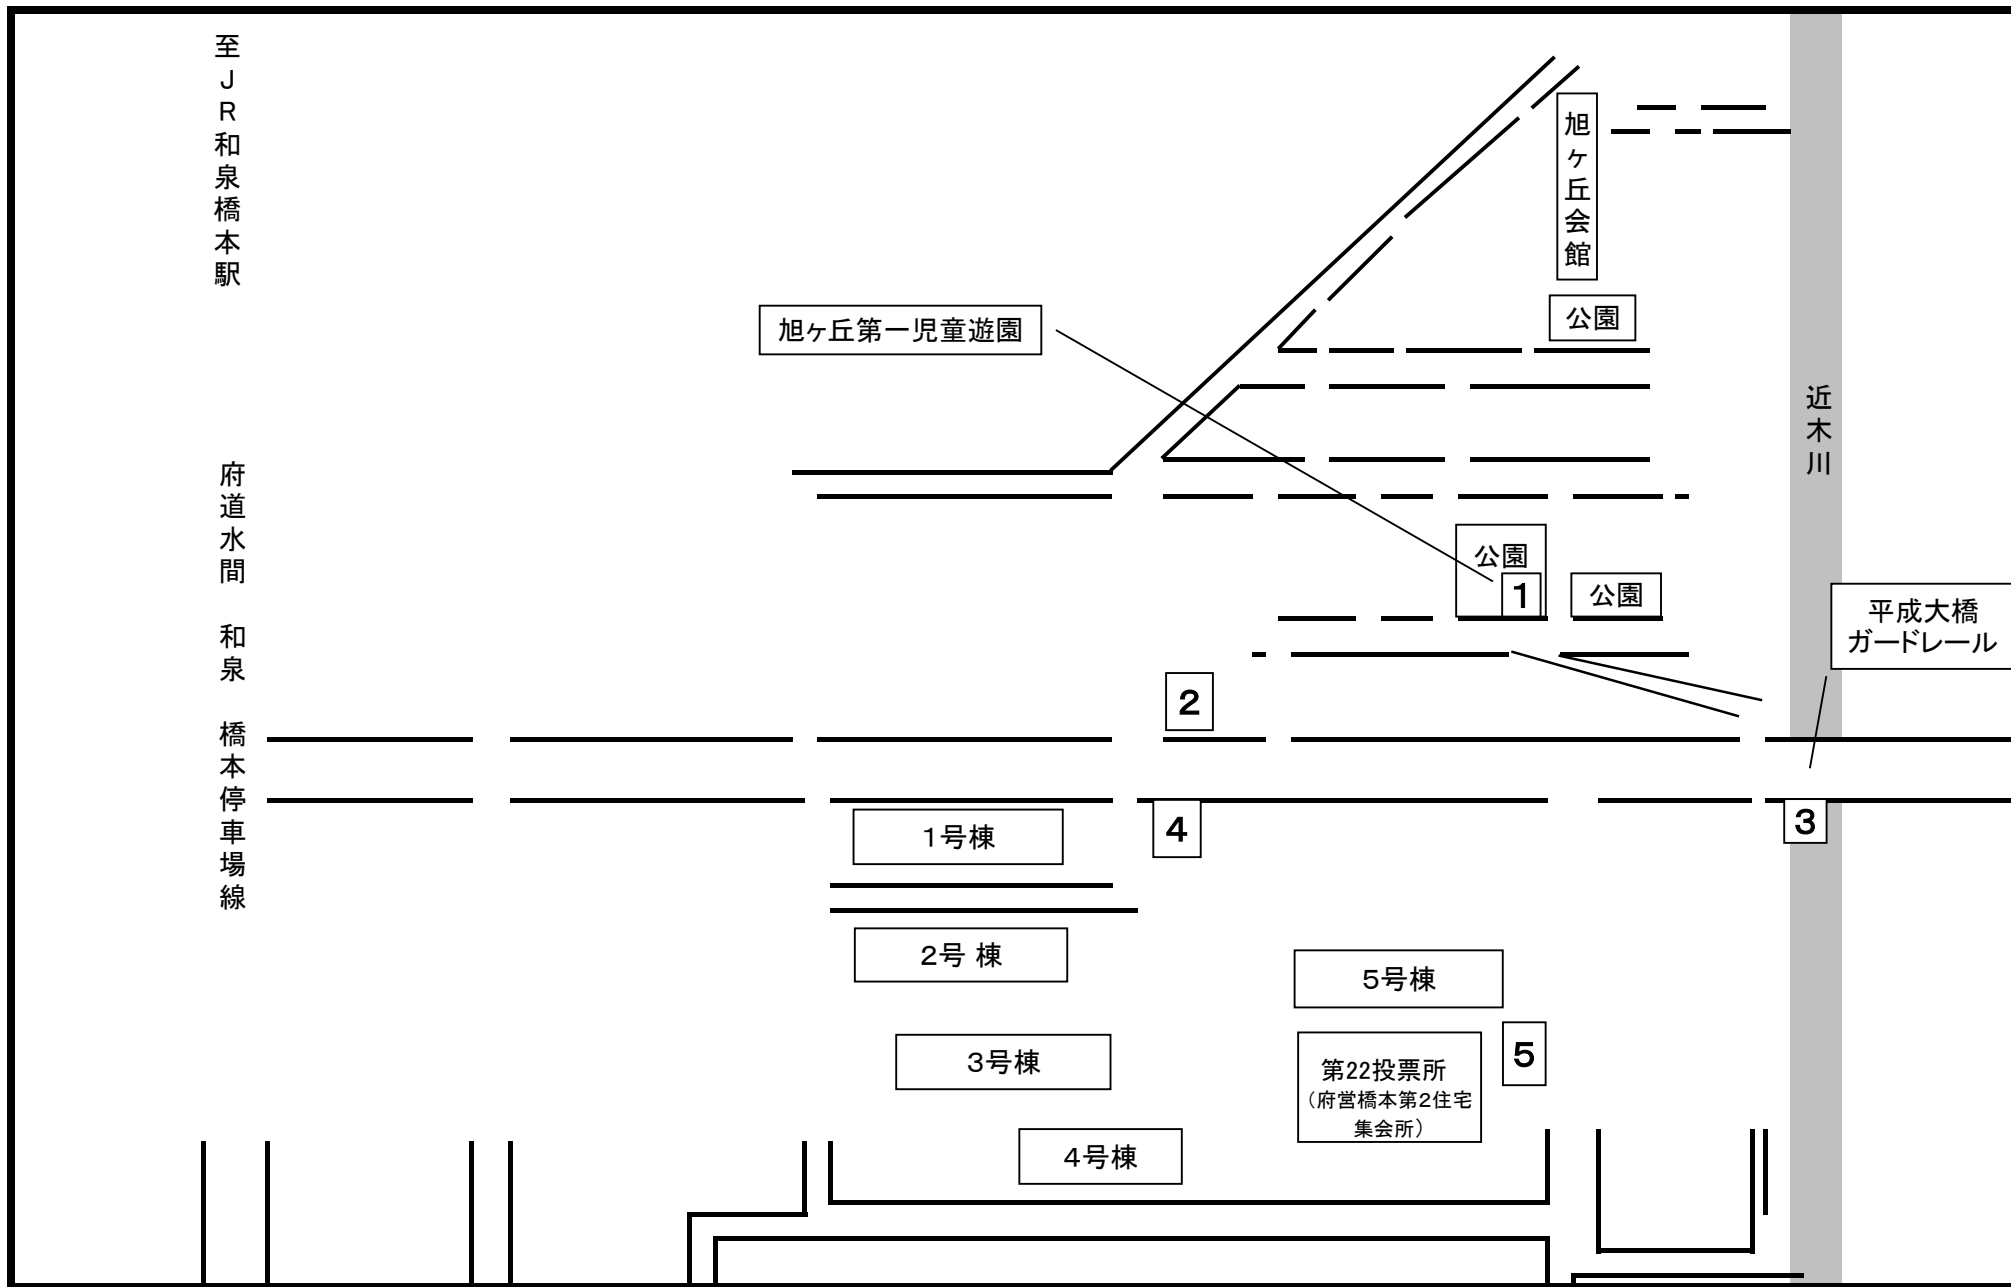 至JR和泉橋本駅
府道水間 和泉 橋本停車場線
旭ヶ丘会館
公園
旭ヶ丘第一児童遊園
近木川
公園
1
公園
平成大橋
ガードレール
2
1号棟
4
3
2号 棟
5号棟
3号棟
第22投票所
（府営橋本第2住宅
集会所）
5
4号棟